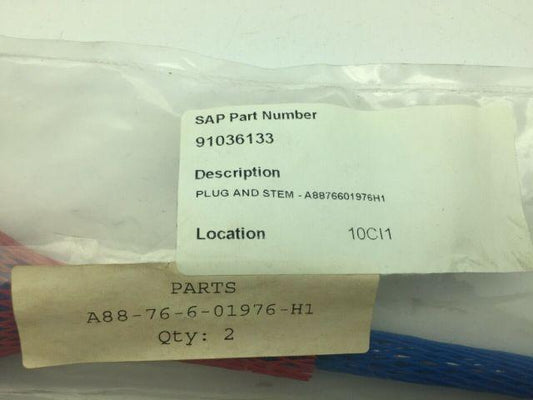 SAP Part Number
91036133
Description
PLUG AND STEM - A8876601976H1
Location 10CI1
PARTS
A88-76-6-01976-H1
Qty: 2